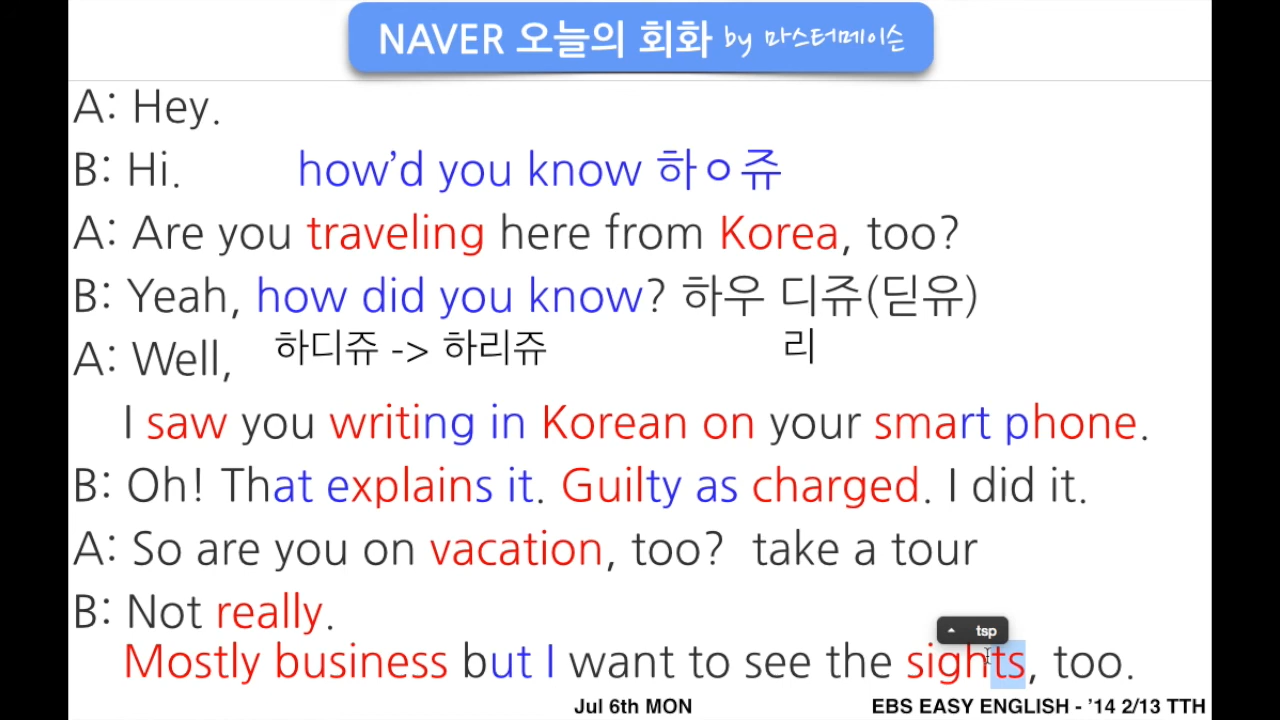 NAVER 오늘의 회화 by 마스터메이슨
A: Hey.
B: Hi. how’d you know 하ㅇ쥬
A: Are you traveling here from Korea, too?
B: Yeah, how did you know? 하우 디쥬(딛유)
하디쥬 -> 하리쥬 리
A: Well,
I saw you writing in Korean on your smart phone.
B: Oh! That explains it. Guilty as charged. I did it.
A: So are you on vacation, too? take a tour
B: Not really.
tsp
Mostly business but I want to see the sights, too.
Jul 6th MON EBS EASY ENGLISH - ’14 2/13 TTH